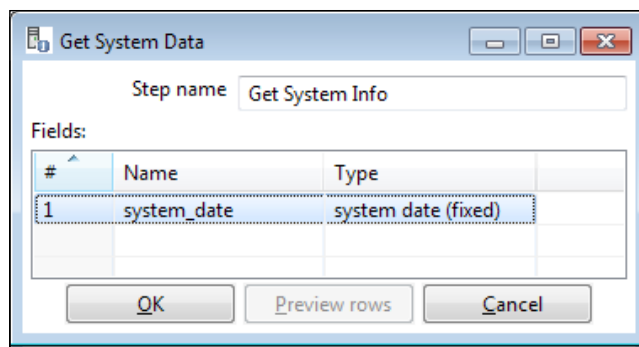 Get System Data
Step name Get System Info
Fields:
# Name Type
1 system_date system date (fixed)
OK Preview rows Cancel